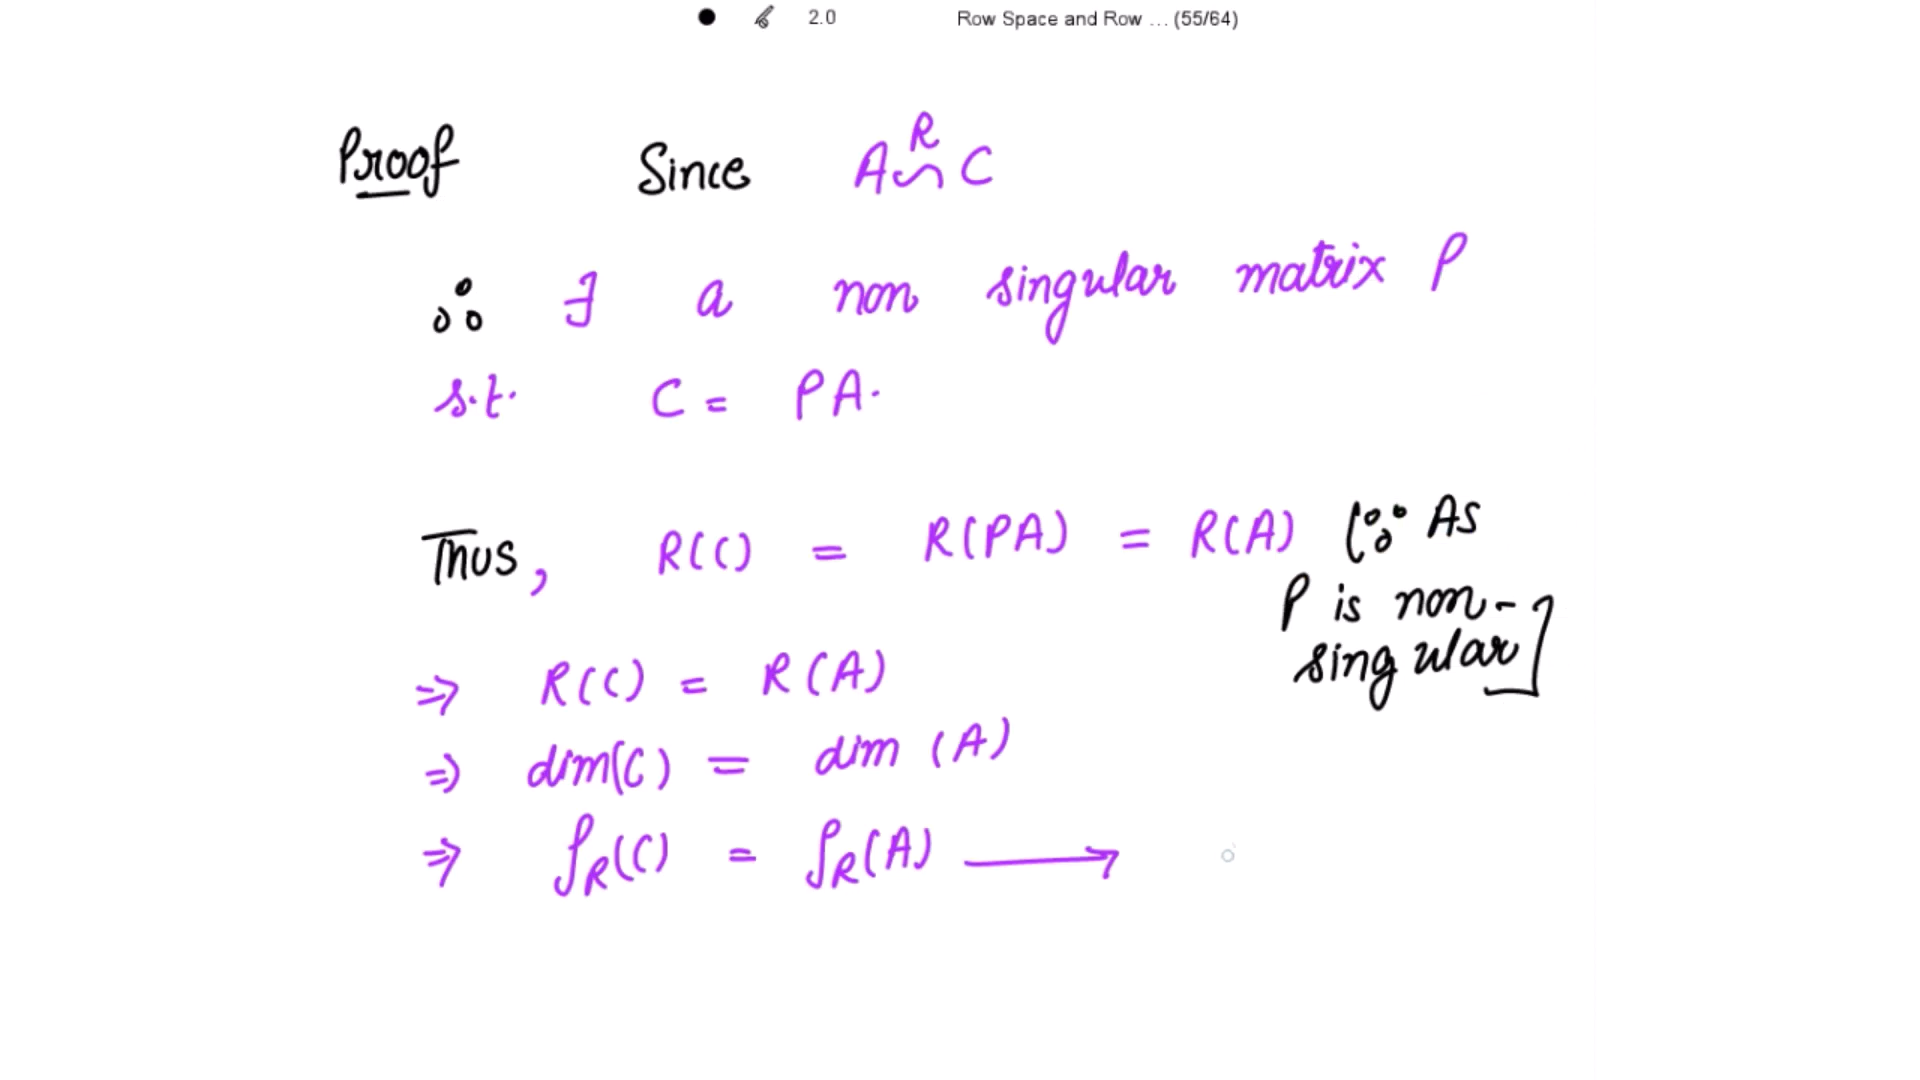 2.0 Row Space and Row ... (55/64)
Proof Since A R∽ C
∴ ∃ a non singular matrix P
s.t. C = PA.
Thus, R(C) = R(PA) = R(A) [∵ As
P is non-
singular]
⇒ R(C) = R(A)
⇒ dim(C) = dim (A)
⇒ ρR(C) = ρR(A) ⟶